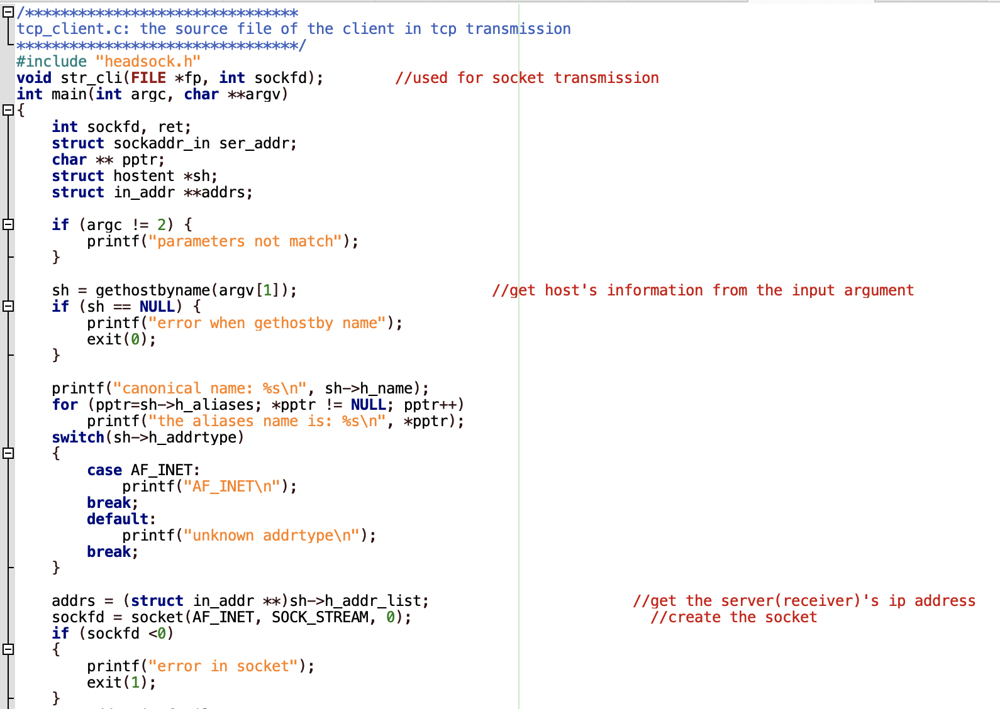 /*******************************
tcp_client.c: the source file of the client in tcp transmission
********************************/
#include "headsock.h"
void str_cli(FILE *fp, int sockfd);        //used for socket transmission
int main(int argc, char **argv)
{
    int sockfd, ret;
    struct sockaddr_in ser_addr;
    char ** pptr;
    struct hostent *sh;
    struct in_addr **addrs;

    if (argc != 2) {
        printf("parameters not match");
    }

    sh = gethostbyname(argv[1]);                      //get host's information from the input argument
    if (sh == NULL) {
        printf("error when gethostby name");
        exit(0);
    }

    printf("canonical name: %s\n", sh->h_name);
    for (pptr=sh->h_aliases; *pptr != NULL; pptr++)
        printf("the aliases name is: %s\n", *pptr);
    switch(sh->h_addrtype)
    {
        case AF_INET:
            printf("AF_INET\n");
        break;
        default:
            printf("unknown addrtype\n");
        break;
    }

    addrs = (struct in_addr **)sh->h_addr_list;                       //get the server(receiver)'s ip address
    sockfd = socket(AF_INET, SOCK_STREAM, 0);                           //create the socket
    if (sockfd <0)
    {
        printf("error in socket");
        exit(1);
    }